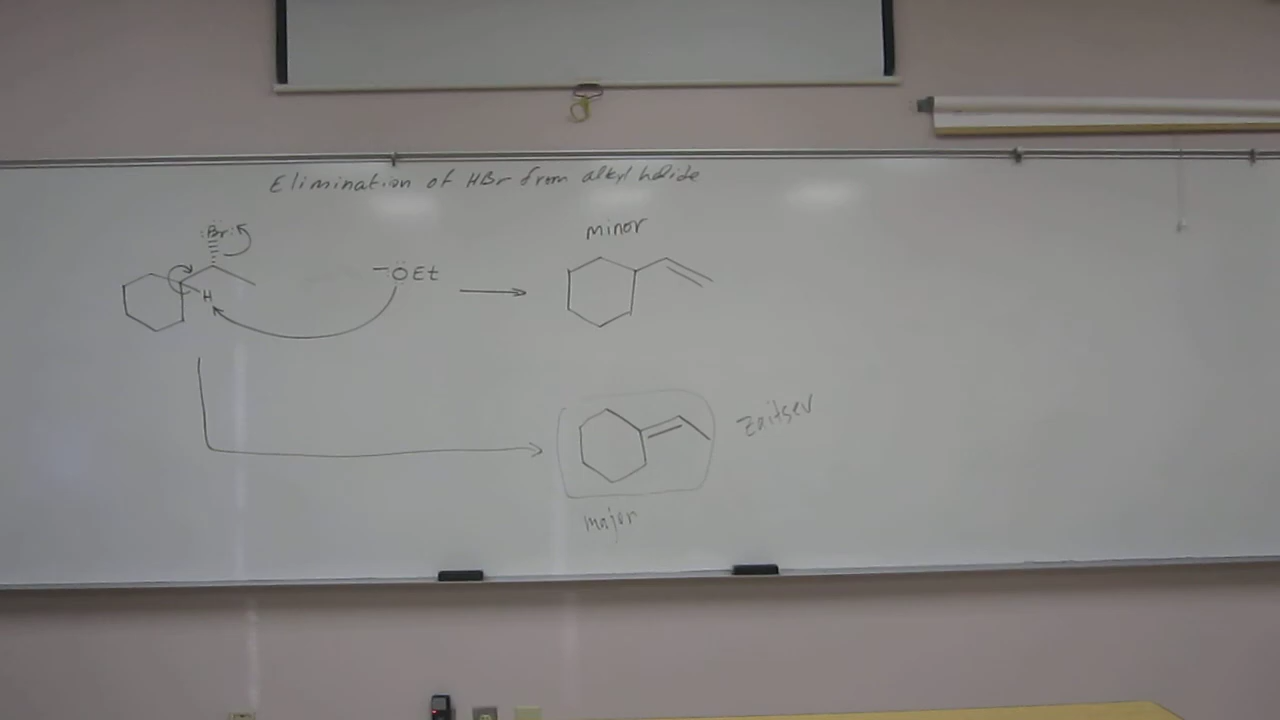 Elimination of HBr from alkyl halide
:Br:
H
-OEt
minor
Zaitsev
major